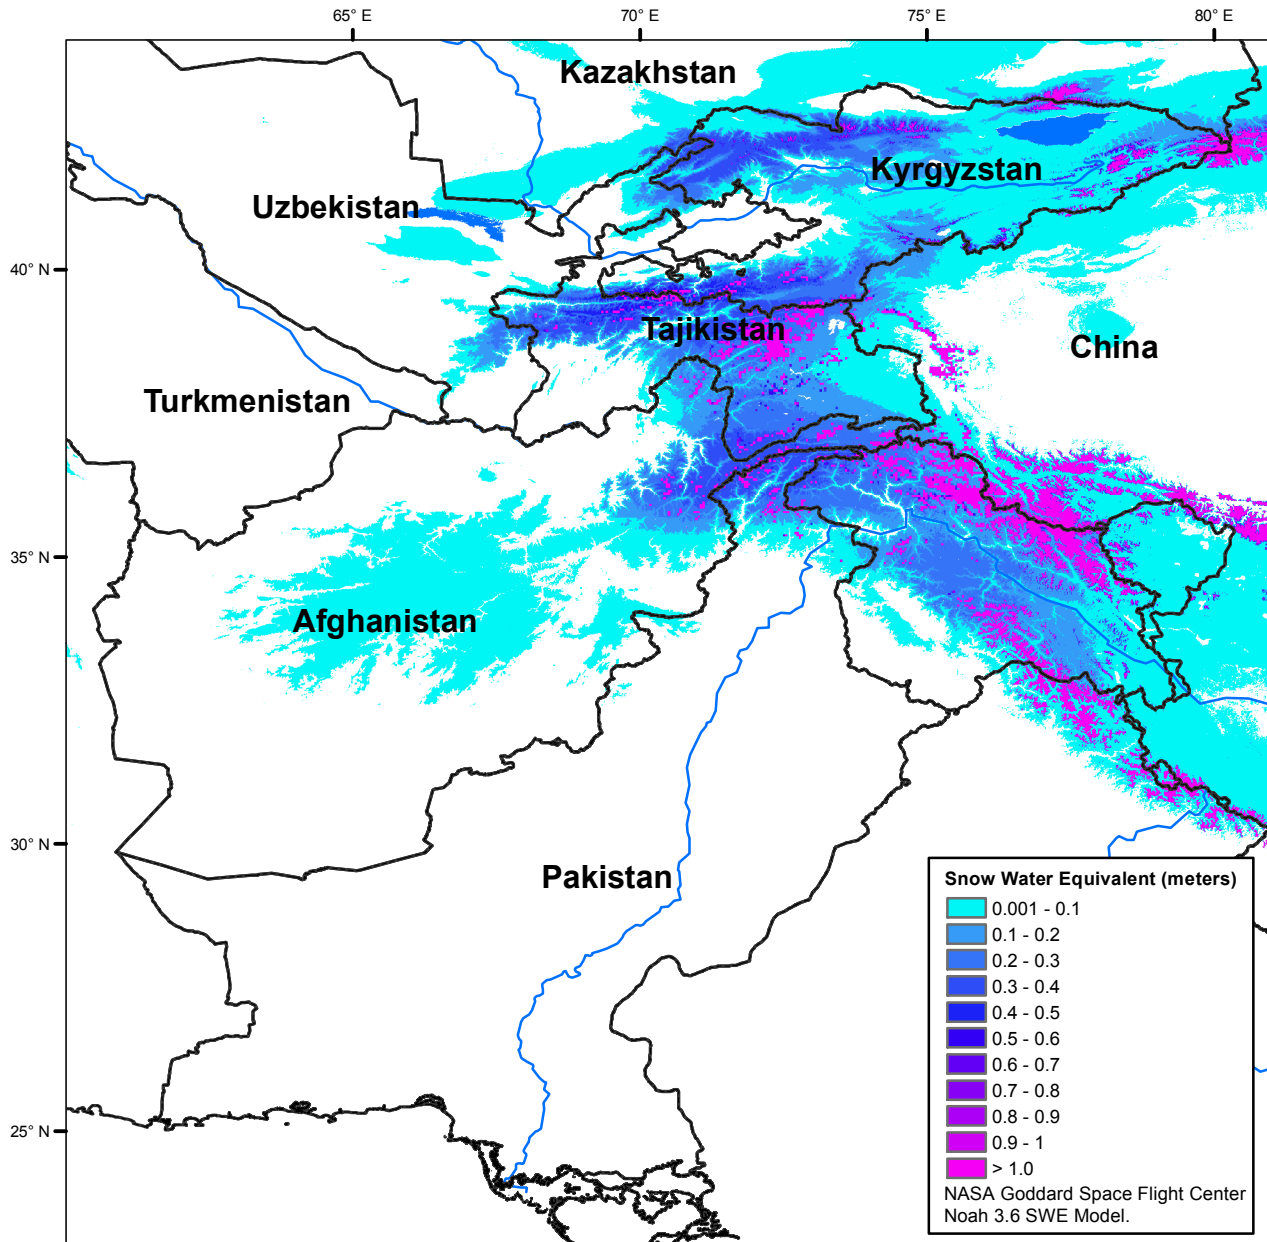 65° E
70° E
75° E
80° E
Kazakhstan
Kyrgyzstan
Uzbekistan
40° N
Tajikistan
China
Turkmenistan
35° N
Afghanistan
30° N
Pakistan
25° N
Snow Water Equivalent (meters)
0.001 - 0.1
0.1 - 0.2
0.2 - 0.3
0.3 - 0.4
0.4 - 0.5
0.5 - 0.6
0.6 - 0.7
0.7 - 0.8
0.8 - 0.9
0.9 - 1
> 1.0
NASA Goddard Space Flight Center
Noah 3.6 SWE Model.